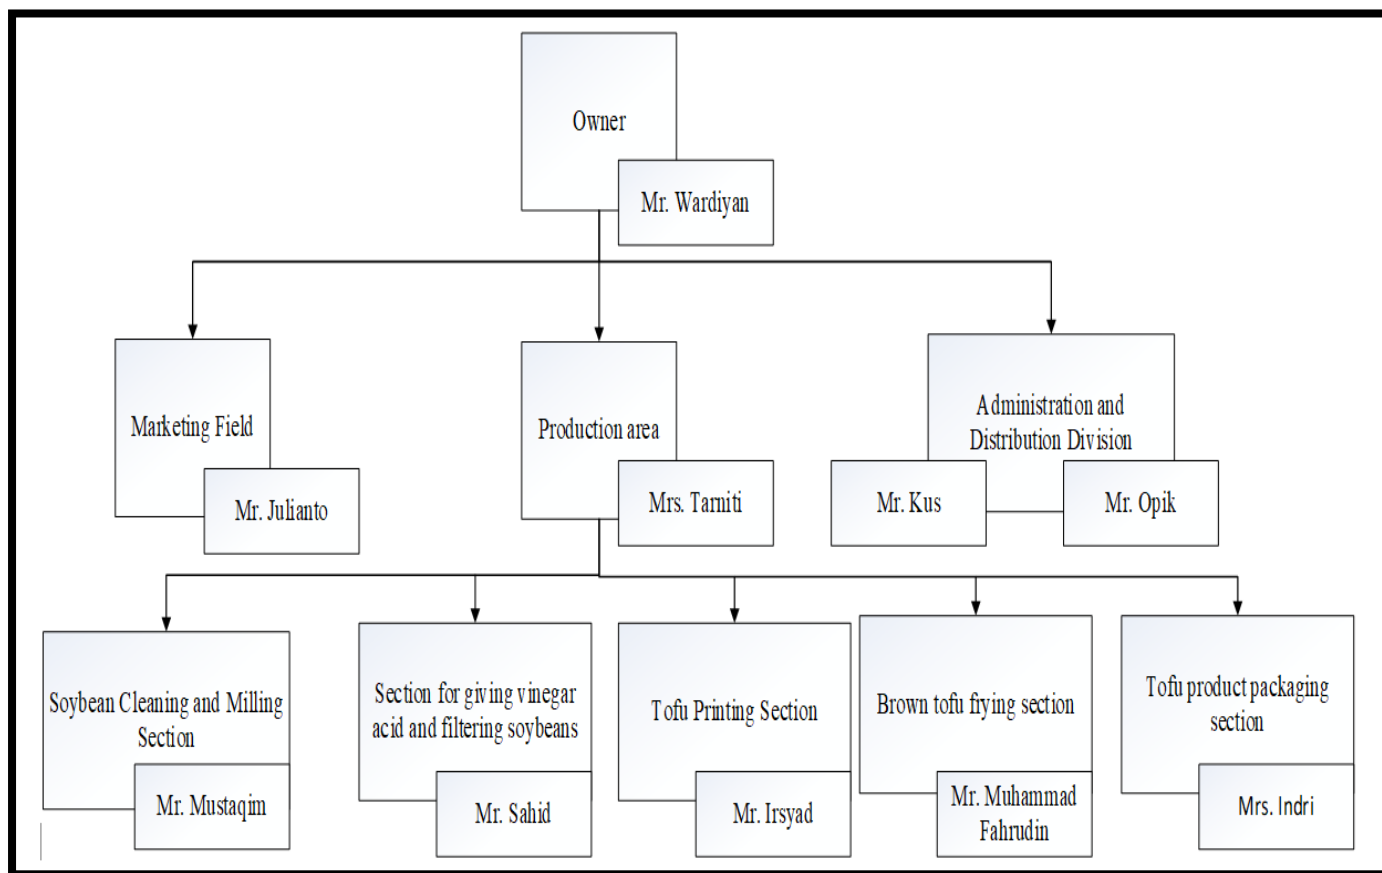 Owner
Mr. Wardiyan
Marketing Field
Mr. Julianto
Production area
Mrs. Tarniti
Administration and
Distribution Division
Mr. Kus
Mr. Opik
Soybean Cleaning and Milling
Section
Mr. Mustaqim
Section for giving vinegar
acid and filtering soybeans
Mr. Sahid
Tofu Printing Section
Mr. Irsyad
Brown tofu fiying section
Mr. Muhammad
Fahrudin
Tofu product packaging
section
Mrs. Indri